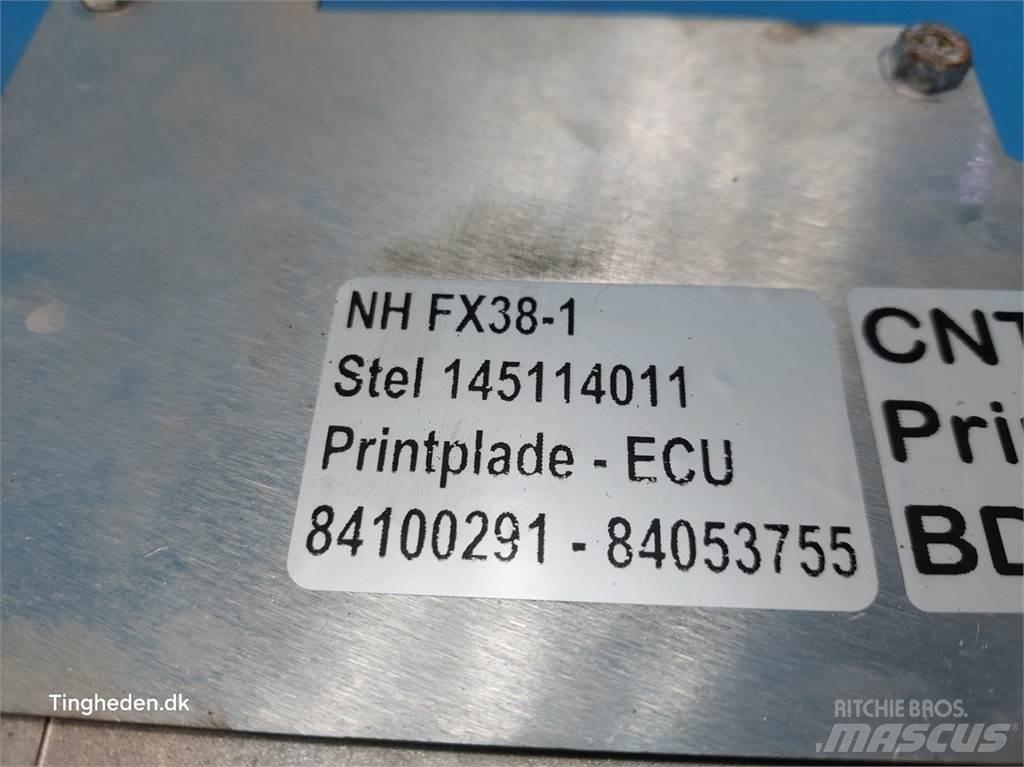 NH FX38-1
Stel 145114011
Printplade - ECU
84100291 - 84053755
CNT
Pri
BD
Tingheden.dk
RITCHIE BROS.
MASCUS